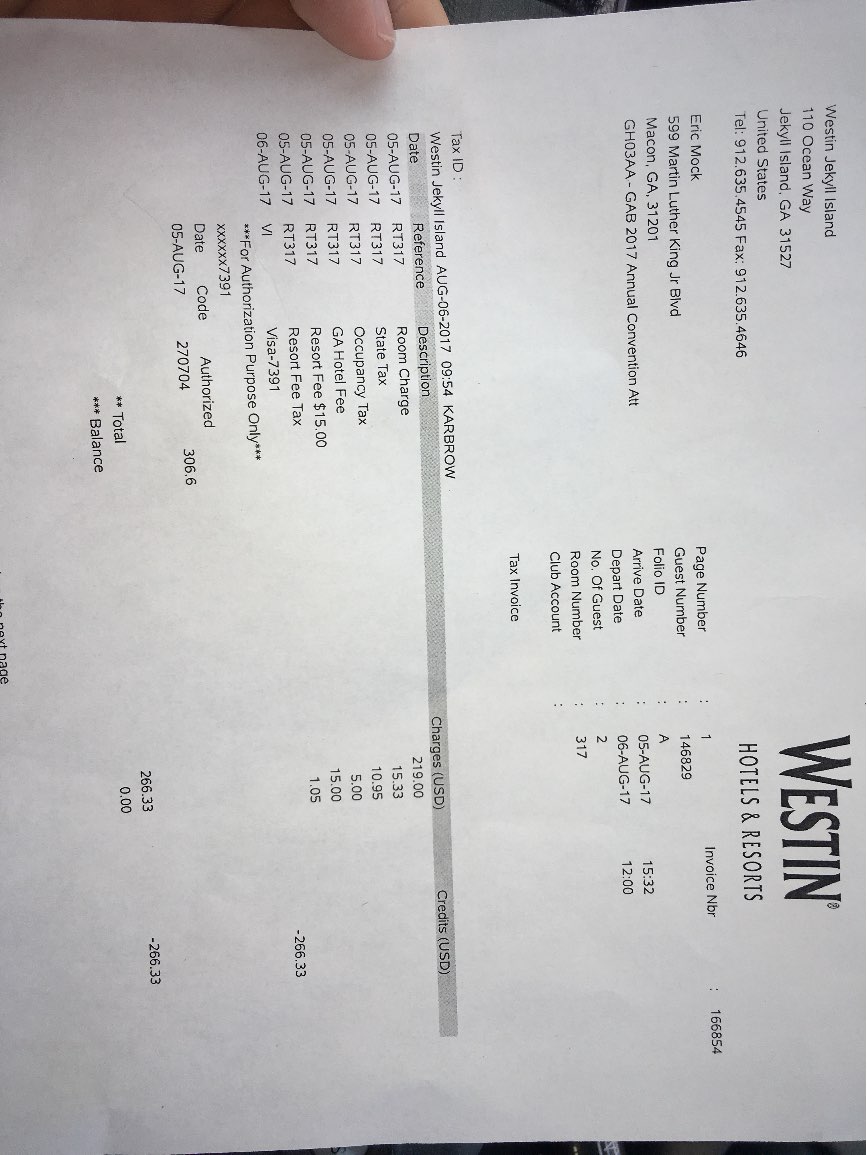 Westin Jekyll Island
110 Ocean Way
Jekyll Island, GA 31527
United States
Tel: 912.635.4545 Fax: 912.635.4646
WESTIN®
HOTELS & RESORTS
Eric Mock
599 Martin Luther King Jr Blvd
Macon, GA, 31201
GH03AA - GAB 2017 Annual Convention Att
Page Number : 1 Invoice Nbr : 166854
Guest Number : 146829
Folio ID : A
Arrive Date : 05-AUG-17 15:32
Depart Date : 06-AUG-17 12:00
No. Of Guest : 2
Room Number : 317
Club Account :
Tax Invoice
Tax ID :
Westin Jekyll Island AUG-06-2017 09:54 KARBROW
Date Reference Description Charges (USD) Credits (USD)
05-AUG-17 RT317 Room Charge 219.00
05-AUG-17 RT317 State Tax 15.33
05-AUG-17 RT317 Occupancy Tax 10.95
05-AUG-17 RT317 GA Hotel Fee 5.00
05-AUG-17 RT317 Resort Fee $15.00 15.00
05-AUG-17 RT317 Resort Fee Tax 1.05
06-AUG-17 VI Visa-7391 -266.33
***For Authorization Purpose Only***
xxxxxx7391
Date Code Authorized
05-AUG-17 270704 306.6
** Total 266.33 -266.33
*** Balance 0.00
the next page